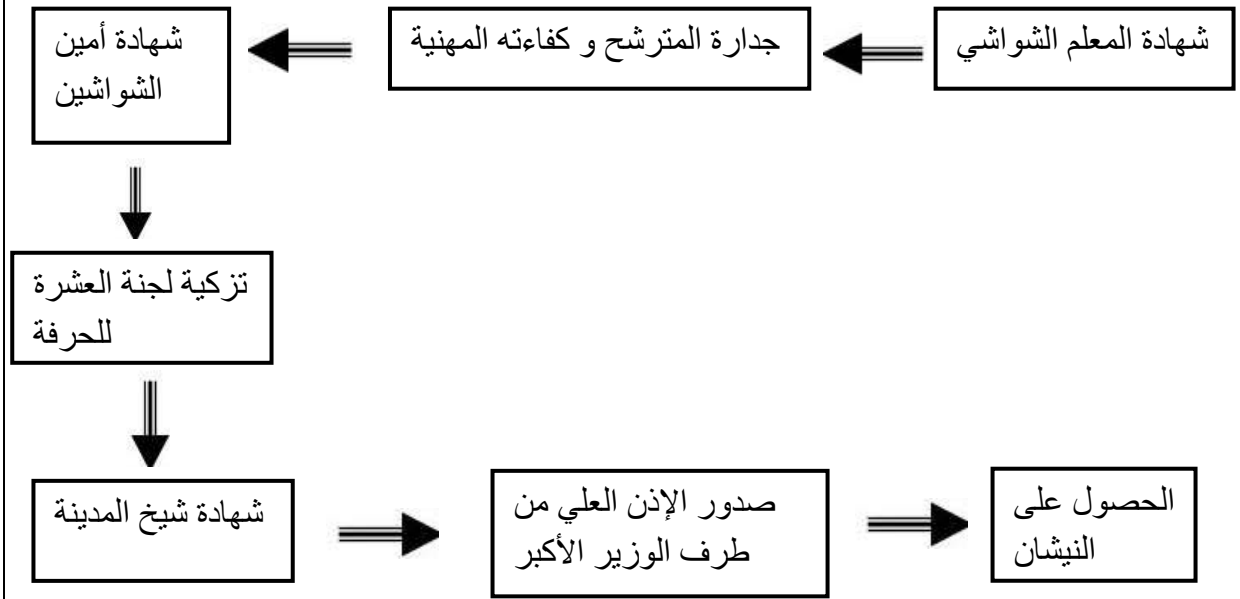 شهادة المعلم الشواشي
جدارة المترشح و كفاءته المهنية
شهادة أمين
الشواشين
تزكية لجنة العشرة
للحرفة
شهادة شيخ المدينة
صدور الإذن العلي من
طرف الوزير الأكبر
الحصول على
النيشان